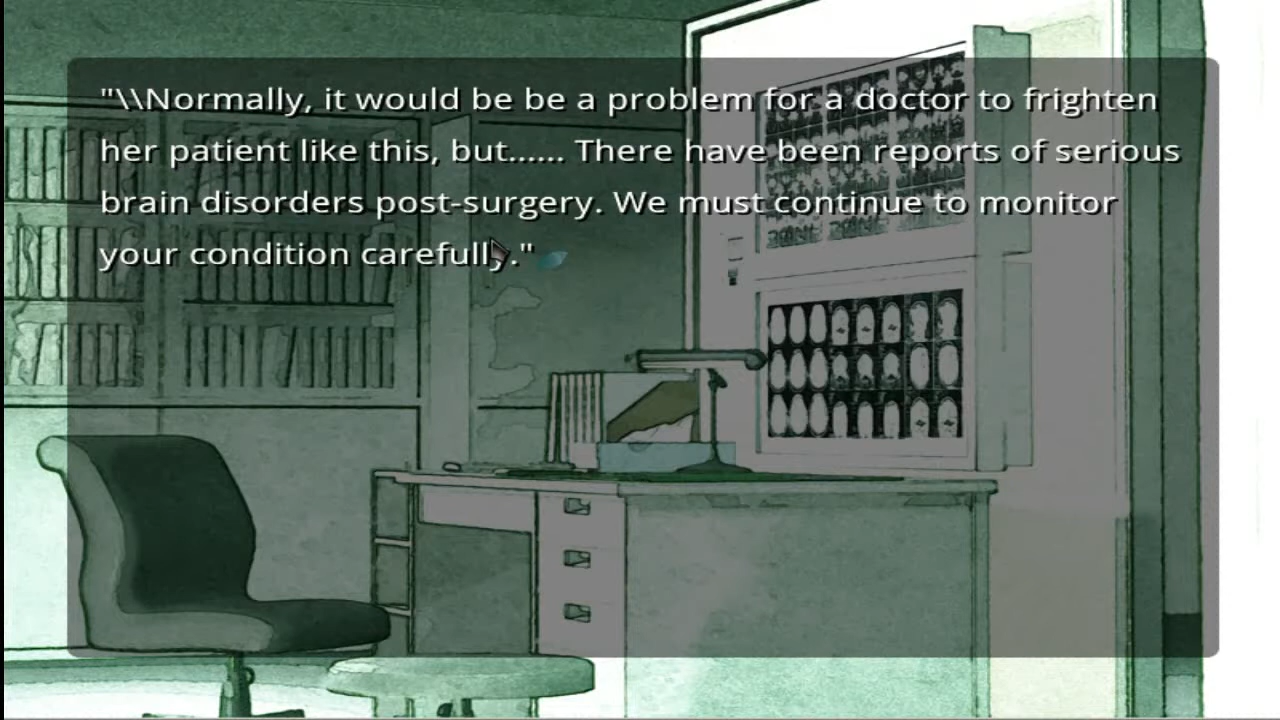 "\\Normally, it would be be a problem for a doctor to frighten
her patient like this, but...... There have been reports of serious
brain disorders post-surgery. We must continue to monitor
your condition carefully."